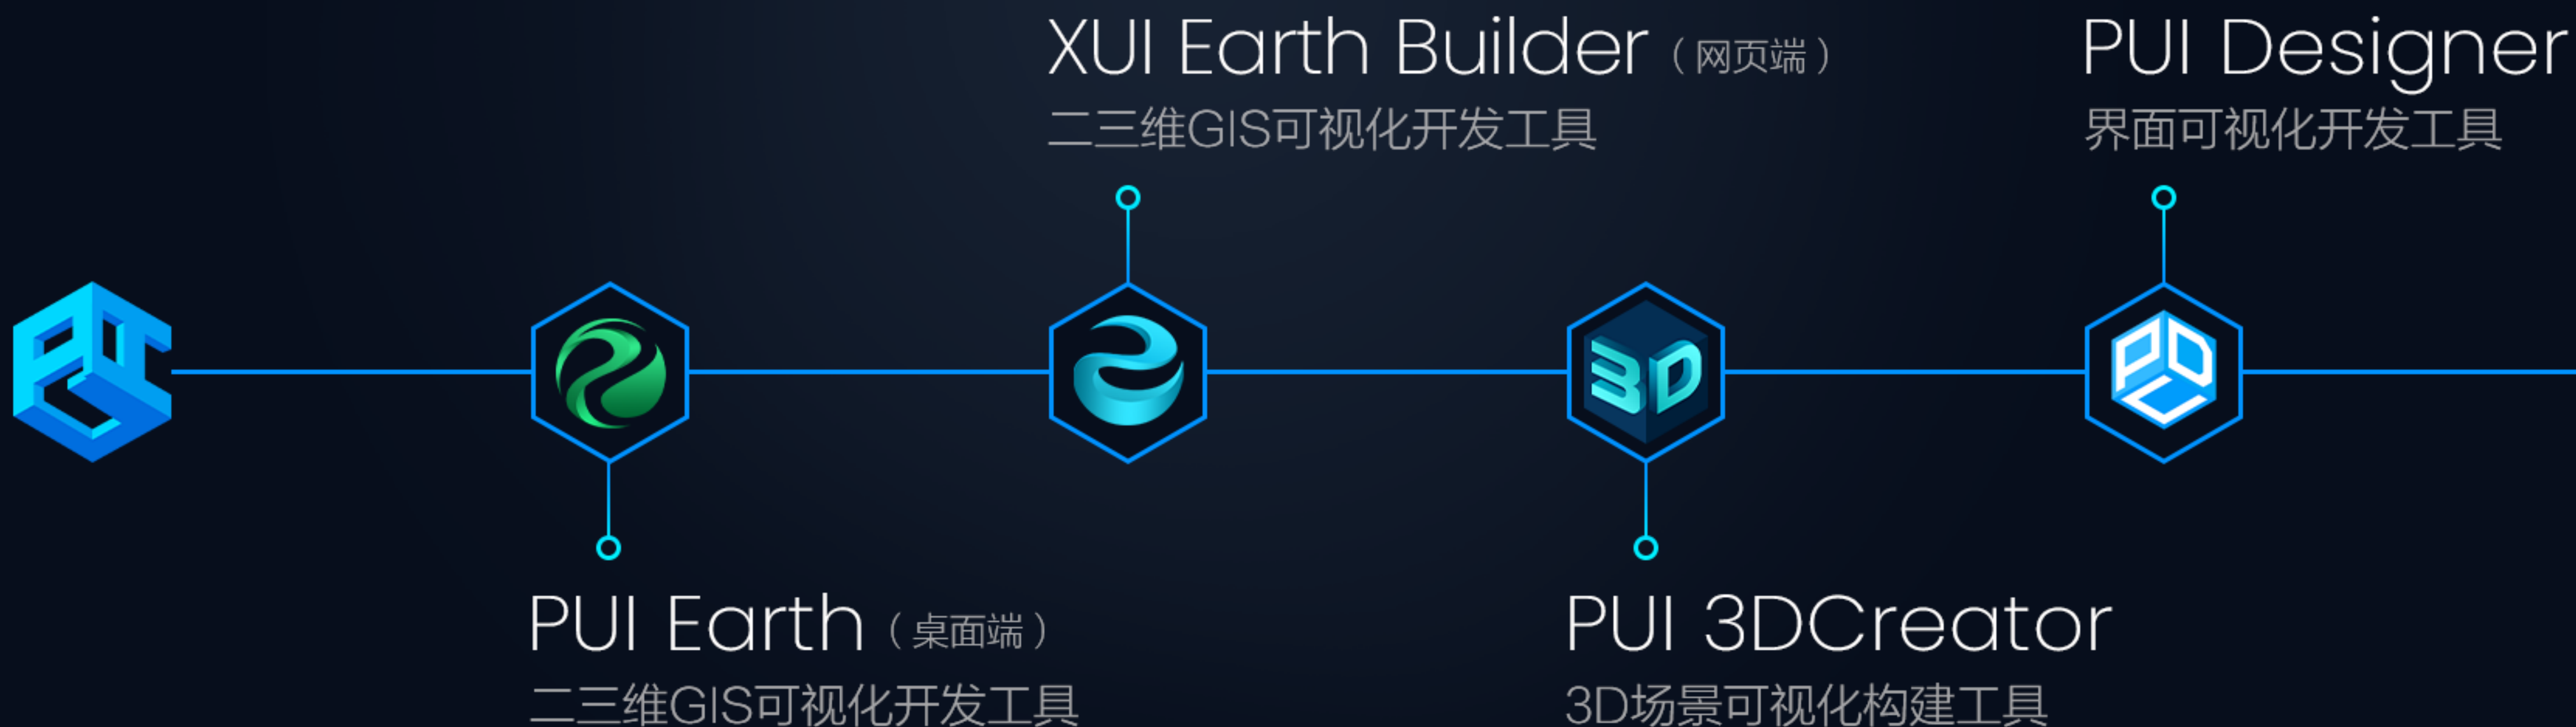 XUI Earth Builder（网页端）
二三维GIS可视化开发工具
PUI Designer
界面可视化开发工具
3D
PDC
PUI Earth（桌面端）
二三维GIS可视化开发工具
PUI 3DCreator
3D场景可视化构建工具